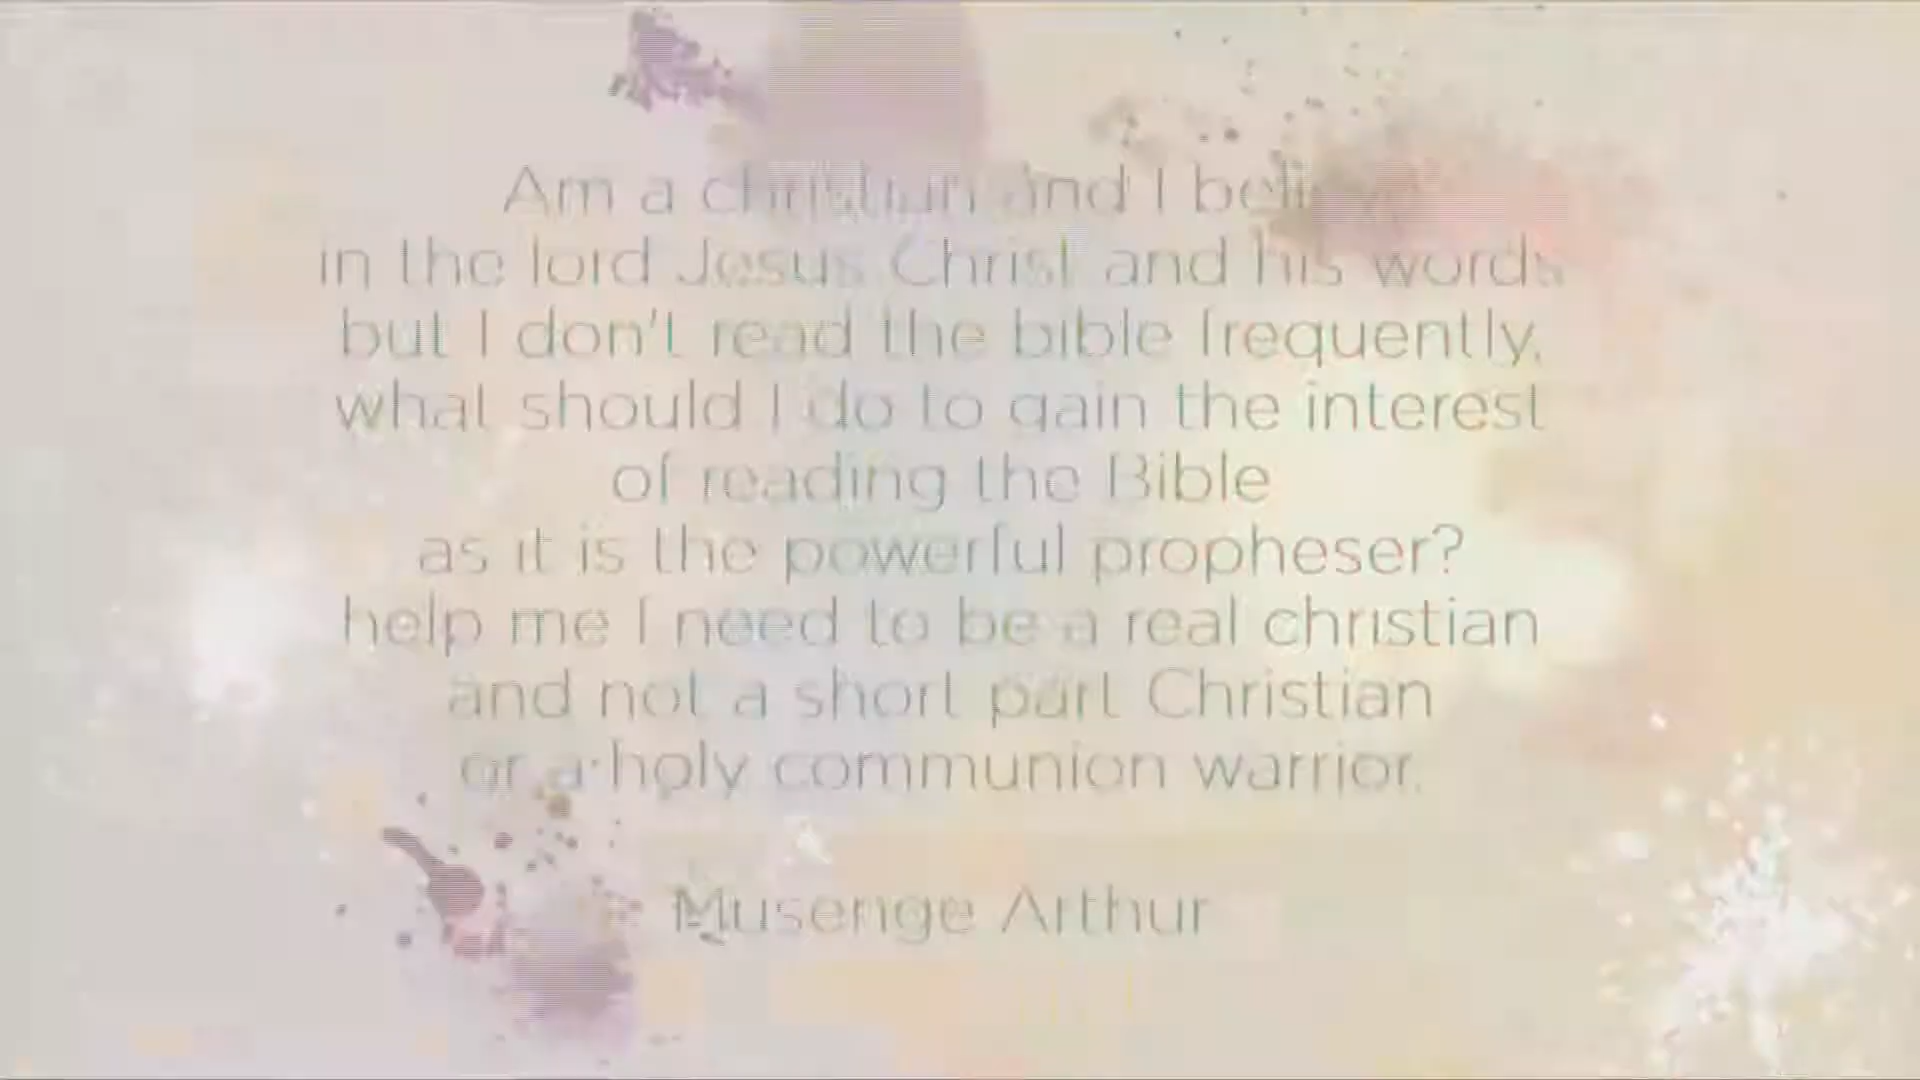 Am a christian and I believe
in the lord Jesus Christ and his words
but I don't read the bible frequently,
what should I do to gain the interest
of reading the Bible
as it is the powerful propheser?
help me I need to be a real christian
and not a short part Christian
or a holy communion warrior.
Musenge Arthur